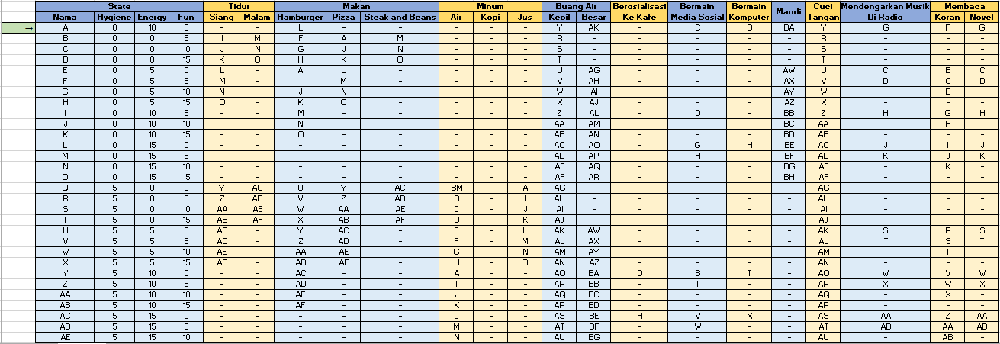 State Tidur Makan Minum Buang Air Berosialisasi Bermain Bermain Mandi Cuci Mendengarkan Musik Membaca
Nama Hygiene Energy Fun Siang Malam Hamburger Pizza Steak and Beans Air Kopi Jus Kecil Besar Ke Kafe Media Sosial Komputer Tangan Di Radio Koran Novel
→ A 0 10 0 - - L - - - - - Y AK - C D BA Y G F G
B 0 0 5 I M F A M - - - R - - - - - R - - -
C 0 0 10 J N G J N - - - S - - - - - S - - -
D 0 0 15 K O H K O - - - T - - - - - T - - -
E 0 5 0 L - A L - - - - U AG - - - AW U C B C
F 0 5 5 M - I M - - - - V AH - - - AX V D C D
G 0 5 10 N - J N - - - - W AI - - - AY W - D -
H 0 5 15 O - K O - - - - X AJ - - - AZ X - - -
I 0 10 5 - - M - - - - - Z AL - D - BB Z H G H
J 0 10 10 - - N - - - - - AA AM - - - BC AA - H -
K 0 10 15 - - O - - - - - AB AN - - - BD AB - - -
L 0 15 0 - - - - - - - - AC AO - G H BE AC J I J
M 0 15 5 - - - - - - - - AD AP - H - BF AD K J K
N 0 15 10 - - - - - - - - AE AQ - - - BG AE - K -
O 0 15 15 - - - - - - - - AF AR - - - BH AF - - -
Q 5 0 0 Y AC U Y AC BM - A AG - - - - - AG - - -
R 5 0 5 Z AD V Z AD B - I AH - - - - - AH - - -
S 5 0 10 AA AE W AA AE C - J AI - - - - - AI - - -
T 5 0 15 AB AF X AB AF D - K AJ - - - - - AJ - - -
U 5 5 0 AC - Y AC - E - L AK AW - - - - AK S R S
V 5 5 5 AD - Z AD - F - M AL AX - - - - AL T S T
W 5 5 10 AE - AA AE - G - N AM AY - - - - AM - T -
X 5 5 15 AF - AB AF - H - O AN AZ - - - - AN - - -
Y 5 10 0 - - AC - - A - - AO BA D S T - AO W V W
Z 5 10 5 - - AD - - I - - AP BB - T - - AP X W X
AA 5 10 10 - - AE - - J - - AQ BC - - - - AQ - X -
AB 5 10 15 - - AF - - K - - AR BD - - - - AR - - -
AC 5 15 0 - - - - - L - - AS BE H V X - AS AA Z AA
AD 5 15 5 - - - - - M - - AT BF - W - - AT AB AA AB
AE 5 15 10 - - - - - N - - AU BG - - - - AU - AB -